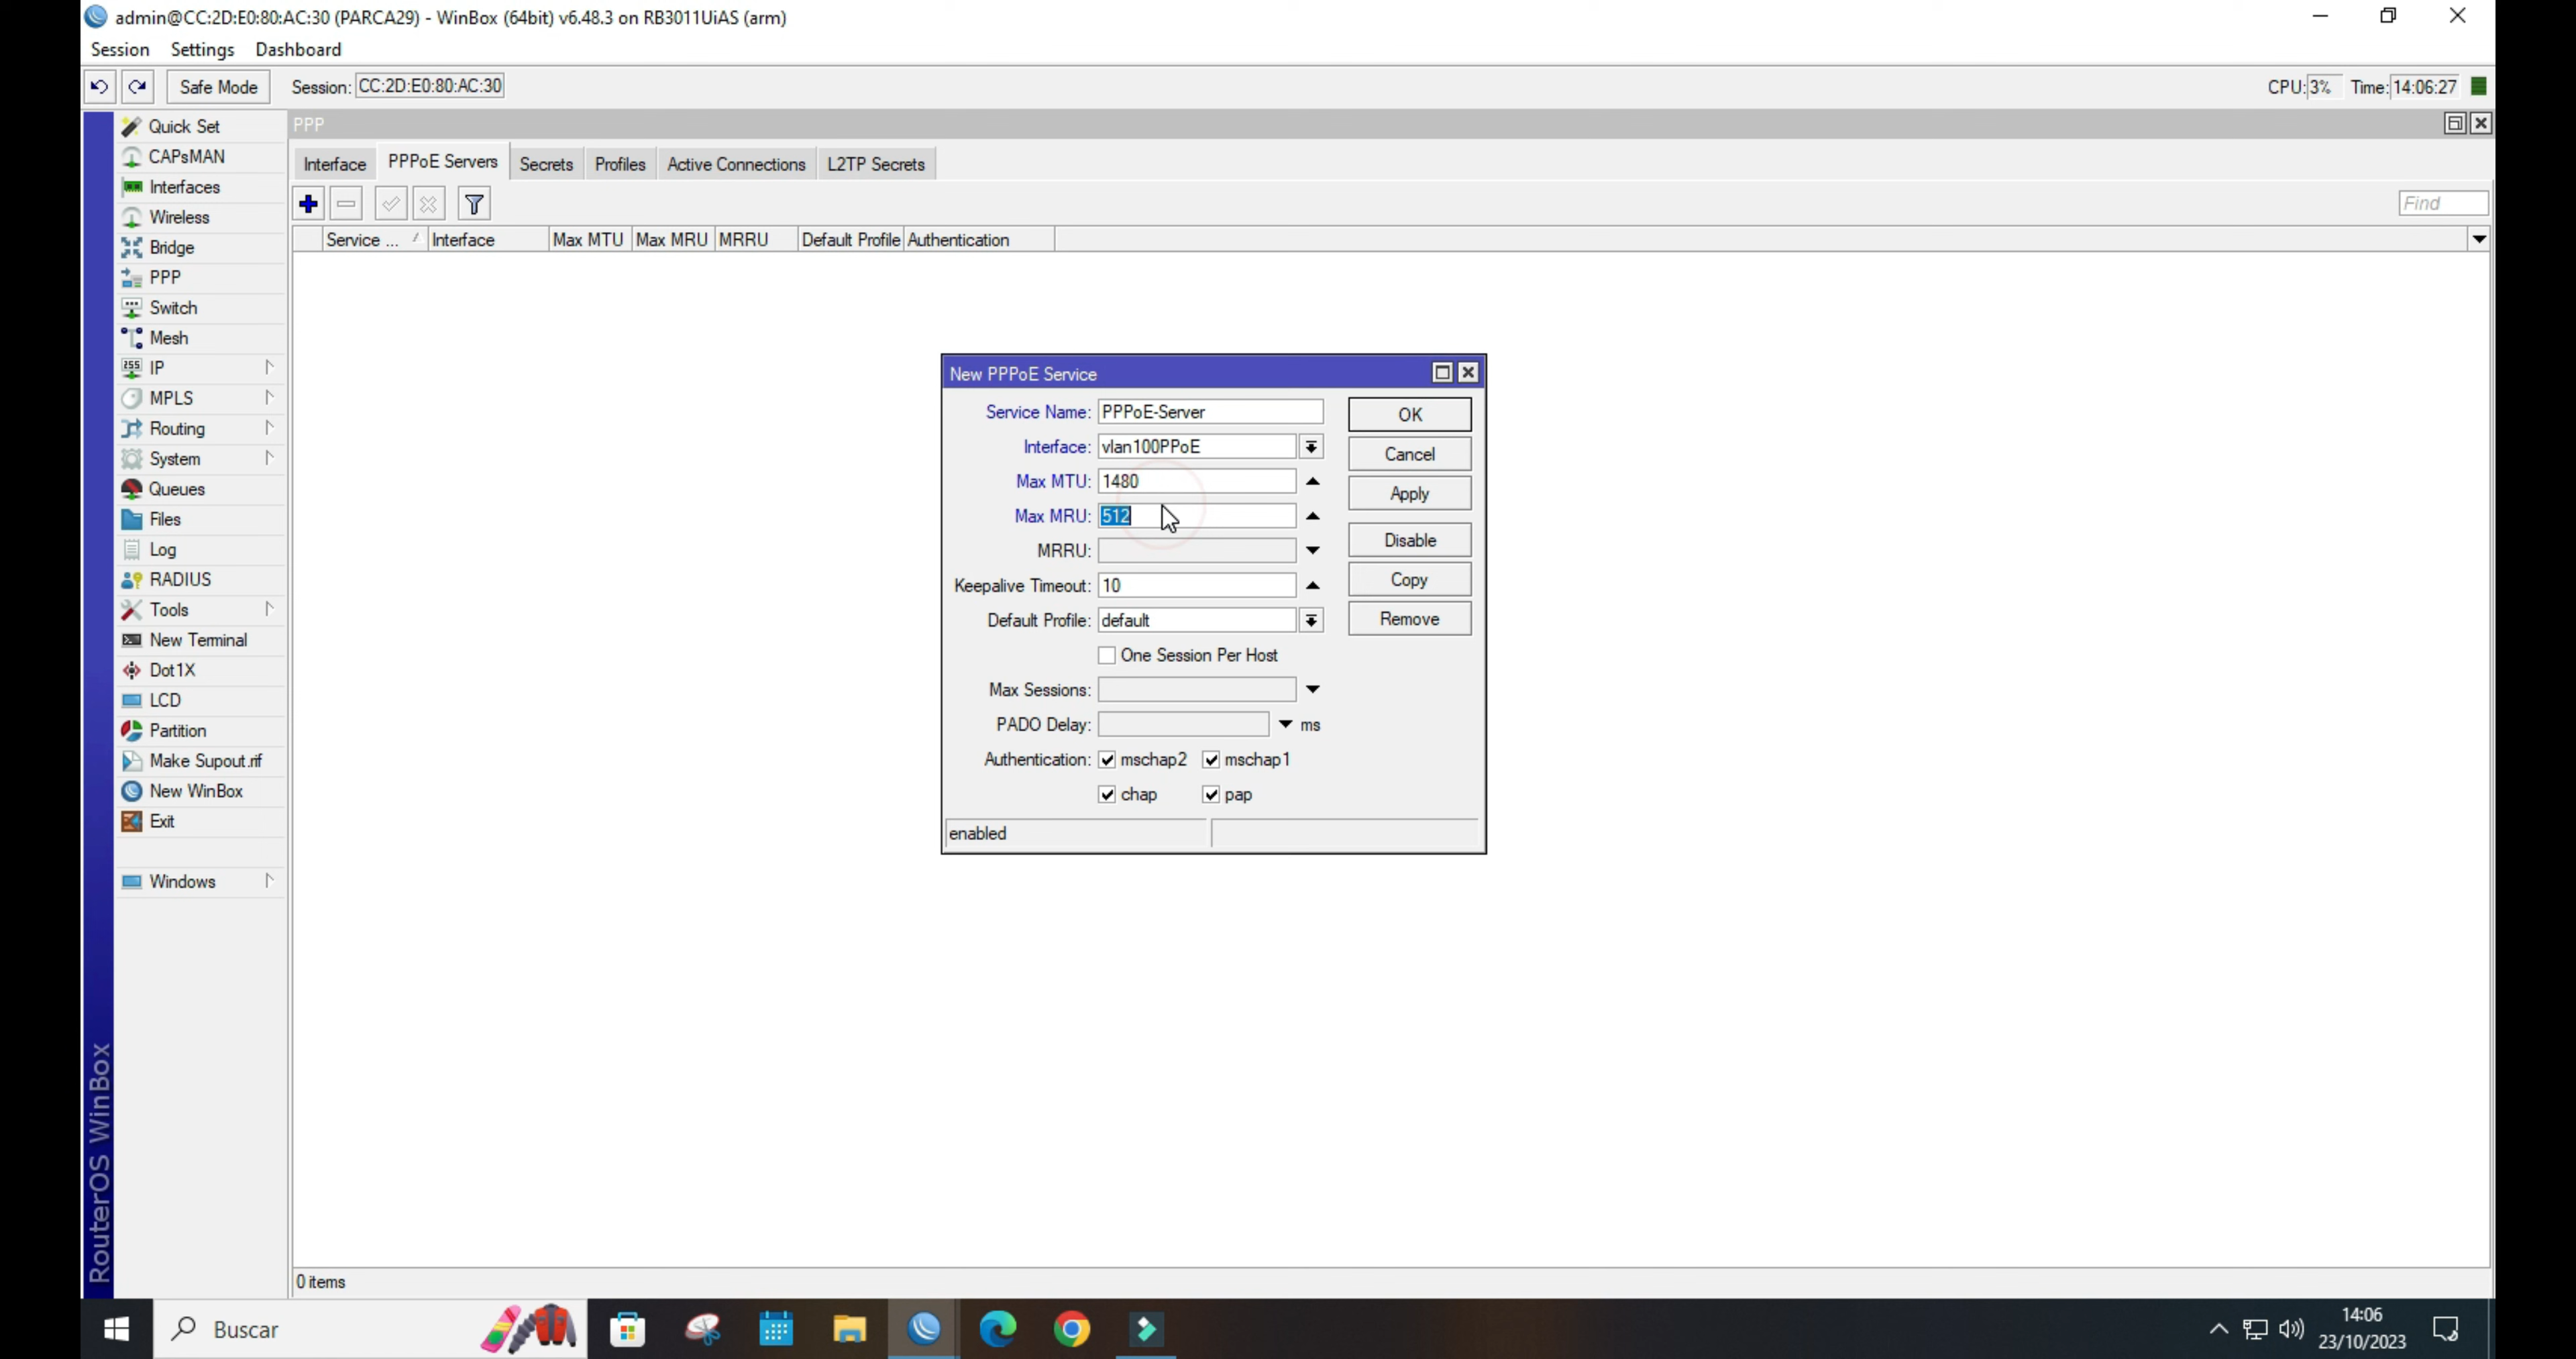 admin@CC:2D:E0:80:AC:30 (PARCA29) - WinBox (64bit) v6.48.3 on RB3011UiAS (arm)
Session Settings Dashboard
Safe Mode Session: CC:2D:E0:80:AC:30 CPU: 3% Time: 14:06:27
Quick Set
CAPsMAN
Interfaces
Wireless
Bridge
PPP
Switch
Mesh
IP
MPLS
Routing
System
Queues
Files
Log
RADIUS
Tools
New Terminal
Dot1X
LCD
Partition
Make Supout.rif
New WinBox
Exit
Windows
RouterOS WinBox
PPP
Interface PPPoE Servers Secrets Profiles Active Connections L2TP Secrets
Find
Service ... Interface Max MTU Max MRU MRRU Default Profile Authentication
New PPPoE Service
Service Name: PPPoE-Server
Interface: vlan100PPoE
Max MTU: 1480
Max MRU: 512
MRRU:
Keepalive Timeout: 10
Default Profile: default
One Session Per Host
Max Sessions:
PADO Delay: ms
Authentication: mschap2 mschap1
chap pap
enabled
OK
Cancel
Apply
Disable
Copy
Remove
0 items
Buscar
14:06
23/10/2023